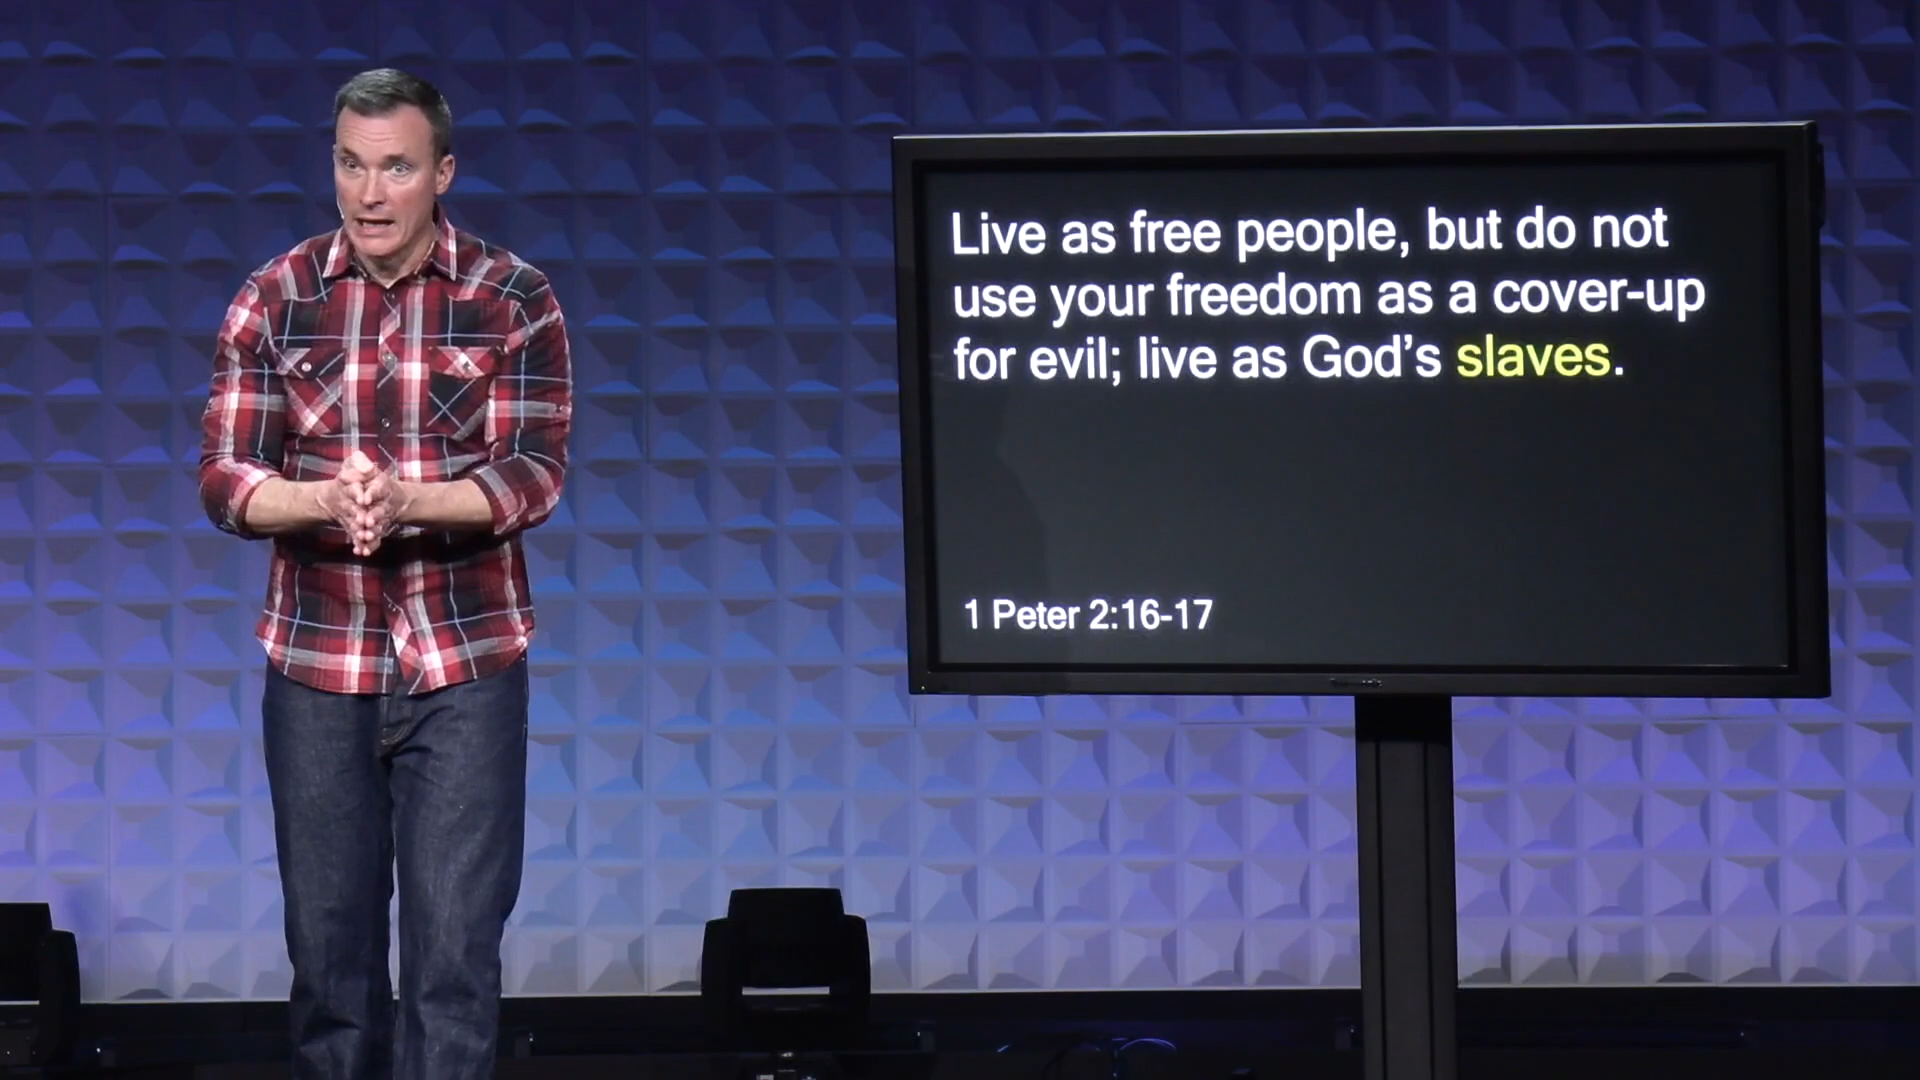 Live as free people, but do not
use your freedom as a cover-up
for evil; live as God’s slaves.
1 Peter 2:16-17